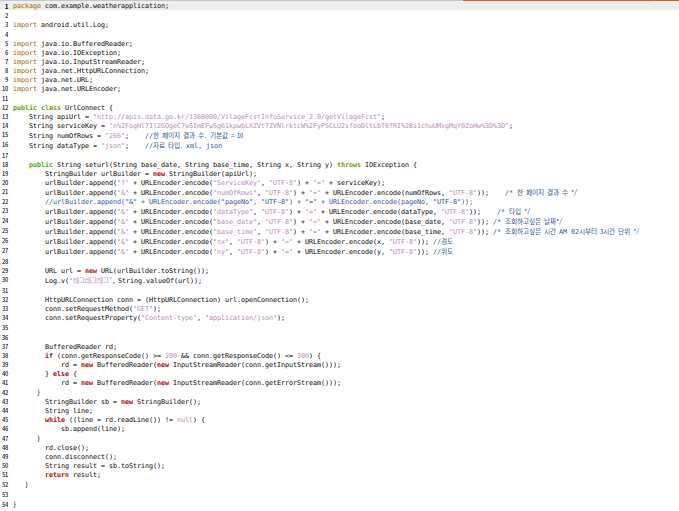 1 package com.example.weatherapplication;
2
3 import android.util.Log;
4
5 import java.io.BufferedReader;
6 import java.io.IOException;
7 import java.io.InputStreamReader;
8 import java.net.HttpURLConnection;
9 import java.net.URL;
10 import java.net.URLEncoder;
11
12 public class UrlConnect {
13 String apiUrl = "http://apis.data.go.kr/1360000/VilageFcstInfoService_2.0/getVilageFcst";
14 String serviceKey =
15 String numOfRows = "266"; //한 페이지 결과 수. 기본값 = 10
16 String dataType = "json"; //자료 타입. xml, json
17
18 public String seturl(String base_date, String base_time, String x, String y) throws IOException {
19 StringBuilder urlBuilder = new StringBuilder(apiUrl);
20 urlBuilder.append("?" + URLEncoder.encode("ServiceKey", "UTF-8") + "=" + serviceKey);
21 urlBuilder.append("&" + URLEncoder.encode("numOfRows", "UTF-8") + "=" + URLEncoder.encode(numOfRows, "UTF-8")); /* 한 페이지 결과 수 */
22 //urlBuilder.append("&" + URLEncoder.encode("pageNo", "UTF-8") + "=" + URLEncoder.encode(pageNo, "UTF-8"));
23 urlBuilder.append("&" + URLEncoder.encode("dataType", "UTF-8") + "=" + URLEncoder.encode(dataType, "UTF-8")); /* 타입 */
24 urlBuilder.append("&" + URLEncoder.encode("base_date", "UTF-8") + "=" + URLEncoder.encode(base_date, "UTF-8")); /* 조회하고싶은 날짜*/
25 urlBuilder.append("&" + URLEncoder.encode("base_time", "UTF-8") + "=" + URLEncoder.encode(base_time, "UTF-8")); /* 조회하고싶은 시간 AM 02시부터 3시간 단위 */
26 urlBuilder.append("&" + URLEncoder.encode("nx", "UTF-8") + "=" + URLEncoder.encode(x, "UTF-8")); //경도
27 urlBuilder.append("&" + URLEncoder.encode("ny", "UTF-8") + "=" + URLEncoder.encode(y, "UTF-8")); //위도
28
29 URL url = new URL(urlBuilder.toString());
30 Log.v("태그태그태그", String.valueOf(url));
31
32 HttpURLConnection conn = (HttpURLConnection) url.openConnection();
33 conn.setRequestMethod("GET");
34 conn.setRequestProperty("Content-type", "application/json");
35
36
37 BufferedReader rd;
38 if (conn.getResponseCode() >= 200 && conn.getResponseCode() <= 300) {
39 rd = new BufferedReader(new InputStreamReader(conn.getInputStream()));
40 } else {
41 rd = new BufferedReader(new InputStreamReader(conn.getErrorStream()));
42 }
43 StringBuilder sb = new StringBuilder();
44 String line;
45 while ((line = rd.readLine()) != null) {
46 sb.append(line);
47 }
48 rd.close();
49 conn.disconnect();
50 String result = sb.toString();
51 return result;
52 }
53
54 }